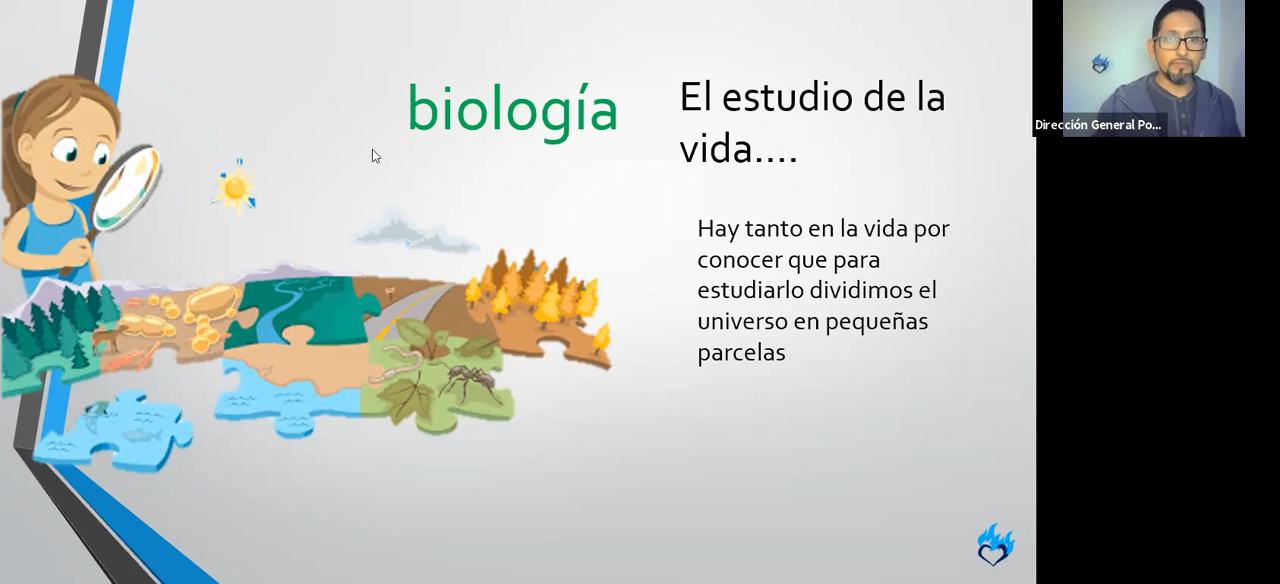 biología
El estudio de la
vida....
Hay tanto en la vida por
conocer que para
estudiarlo dividimos el
universo en pequeñas
parcelas
Dirección General Po...